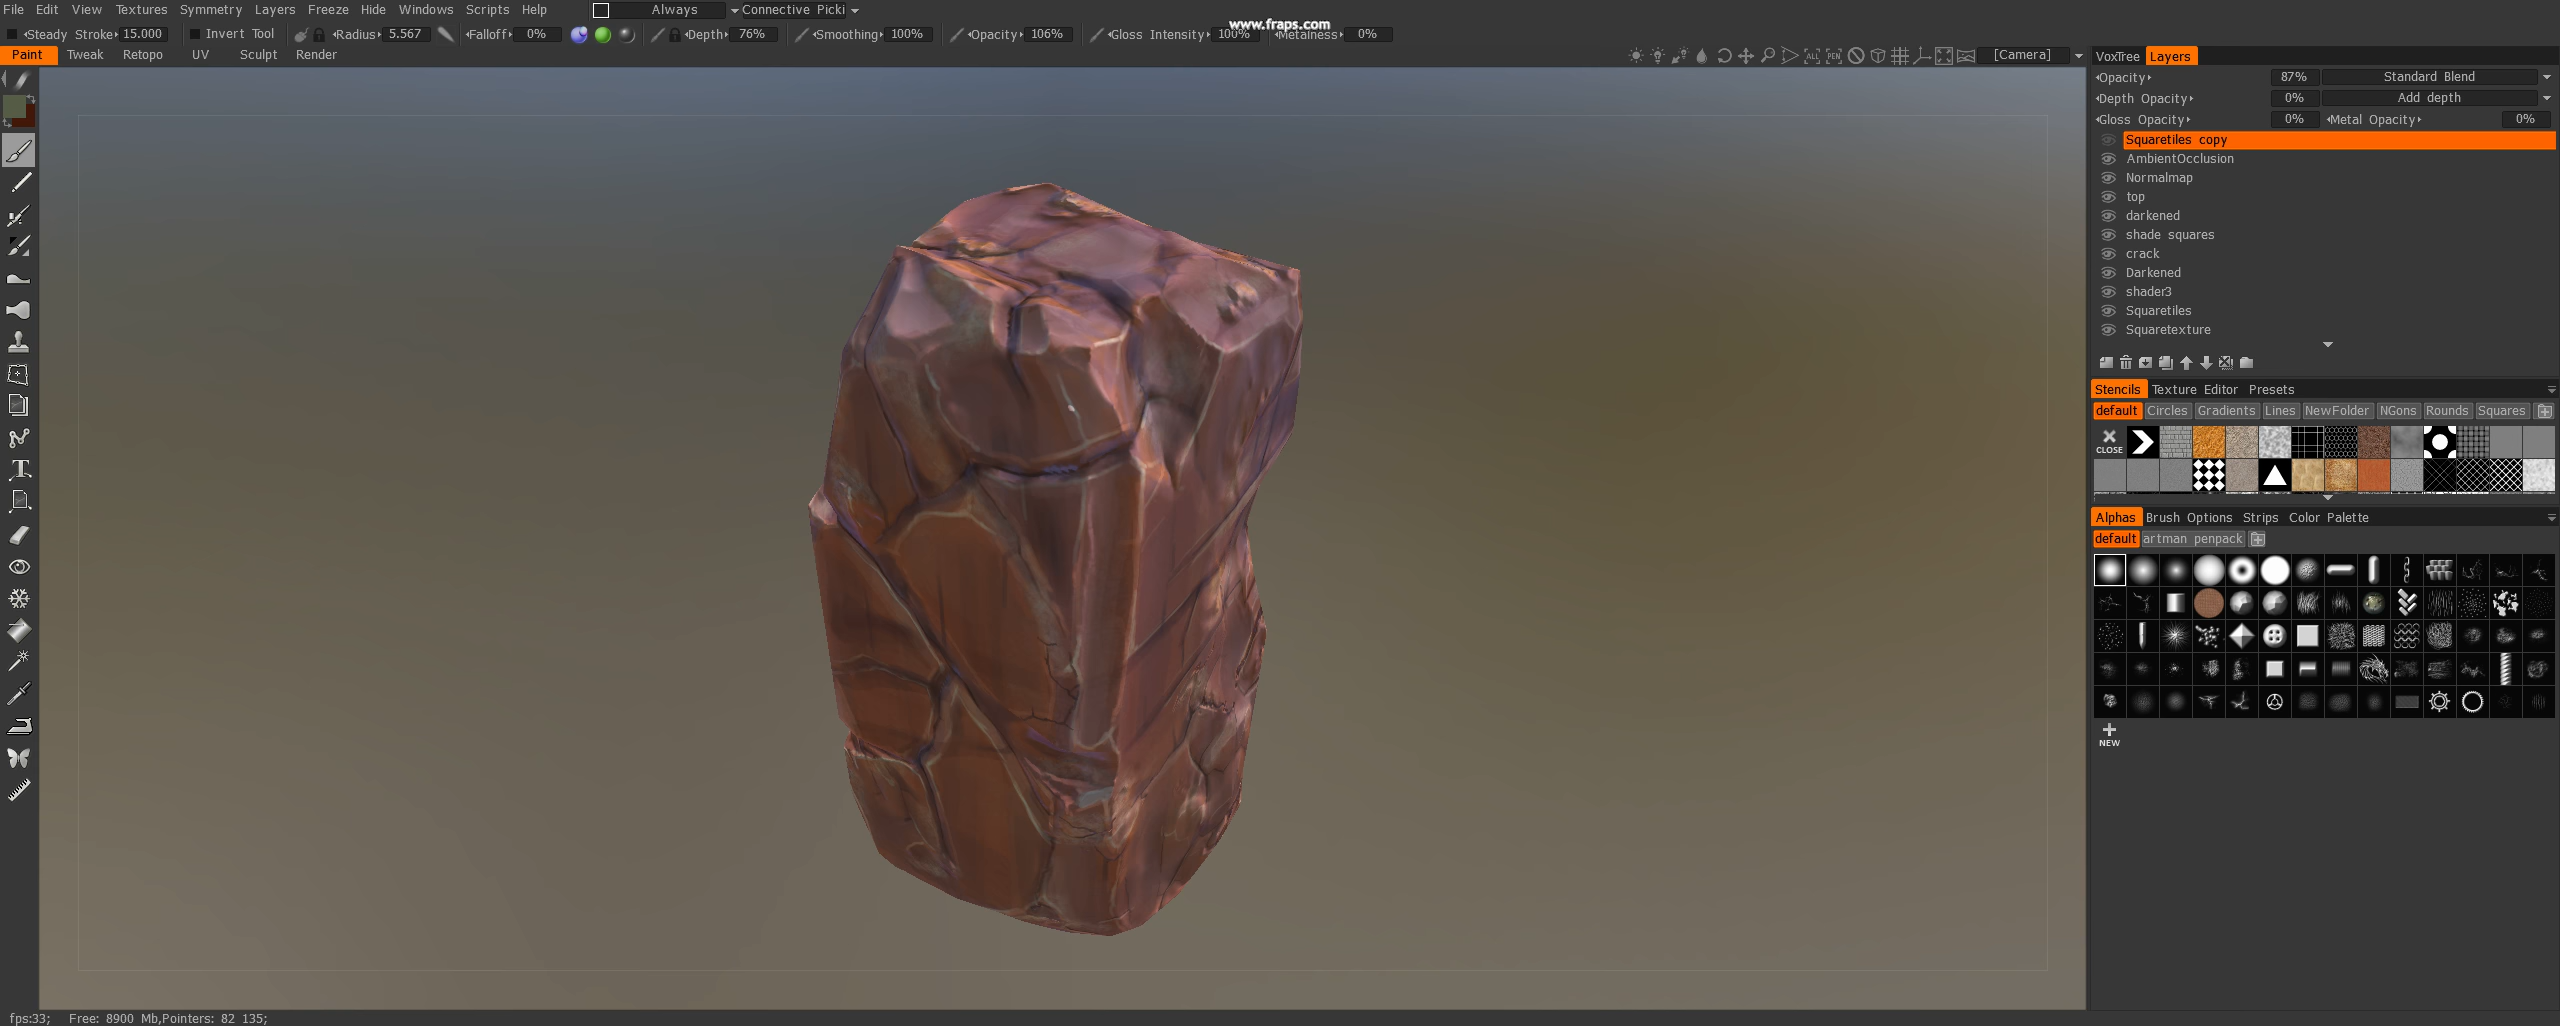 File Edit View Textures Symmetry Layers Freeze Hide Windows Scripts Help Always Connective Picki
www.fraps.com
Steady Stroke 15.000 Invert Tool Radius 5.567 Falloff 0% Depth 76% Smoothing 100% Opacity 106% Gloss Intensity 100% Metalness 0%
Paint Tweak Retopo UV Sculpt Render ALL PEN [Camera]
VoxTree Layers
Opacity 87% Standard Blend
Depth Opacity 0% Add depth
Gloss Opacity 0% Metal Opacity 0%
Squaretiles copy
AmbientOcclusion
Normalmap
top
darkened
shade squares
crack
Darkened
shader3
Squaretiles
Squaretexture
Stencils Texture Editor Presets
default Circles Gradients Lines NewFolder NGons Rounds Squares
CLOSE
Alphas Brush Options Strips Color Palette
default artman penpack
NEW
fps:33; Free: 8900 Mb,Pointers: 82 135;